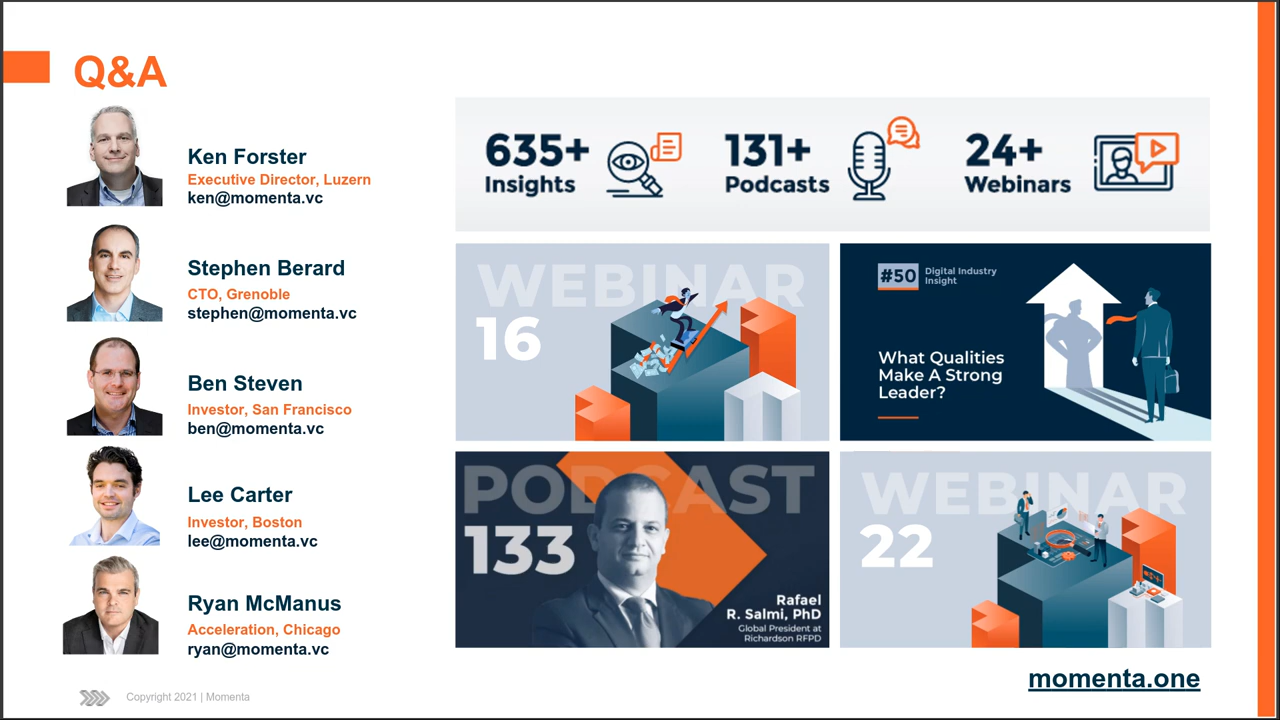 Q&A
Ken Forster
Executive Director, Luzern
ken@momenta.vc
Stephen Berard
CTO, Grenoble
stephen@momenta.vc
Ben Steven
Investor, San Francisco
ben@momenta.vc
Lee Carter
Investor, Boston
lee@momenta.vc
Ryan McManus
Acceleration, Chicago
ryan@momenta.vc
635+
Insights
131+
Podcasts
24+
Webinars
WEBINAR
16
#50
Digital Industry
Insight
What Qualities
Make A Strong
Leader?
PODCAST
133
Rafael
R. Salmi, PhD
Global President at
Richardson RFPD
WEBINAR
22
momenta.one
Copyright 2021 | Momenta